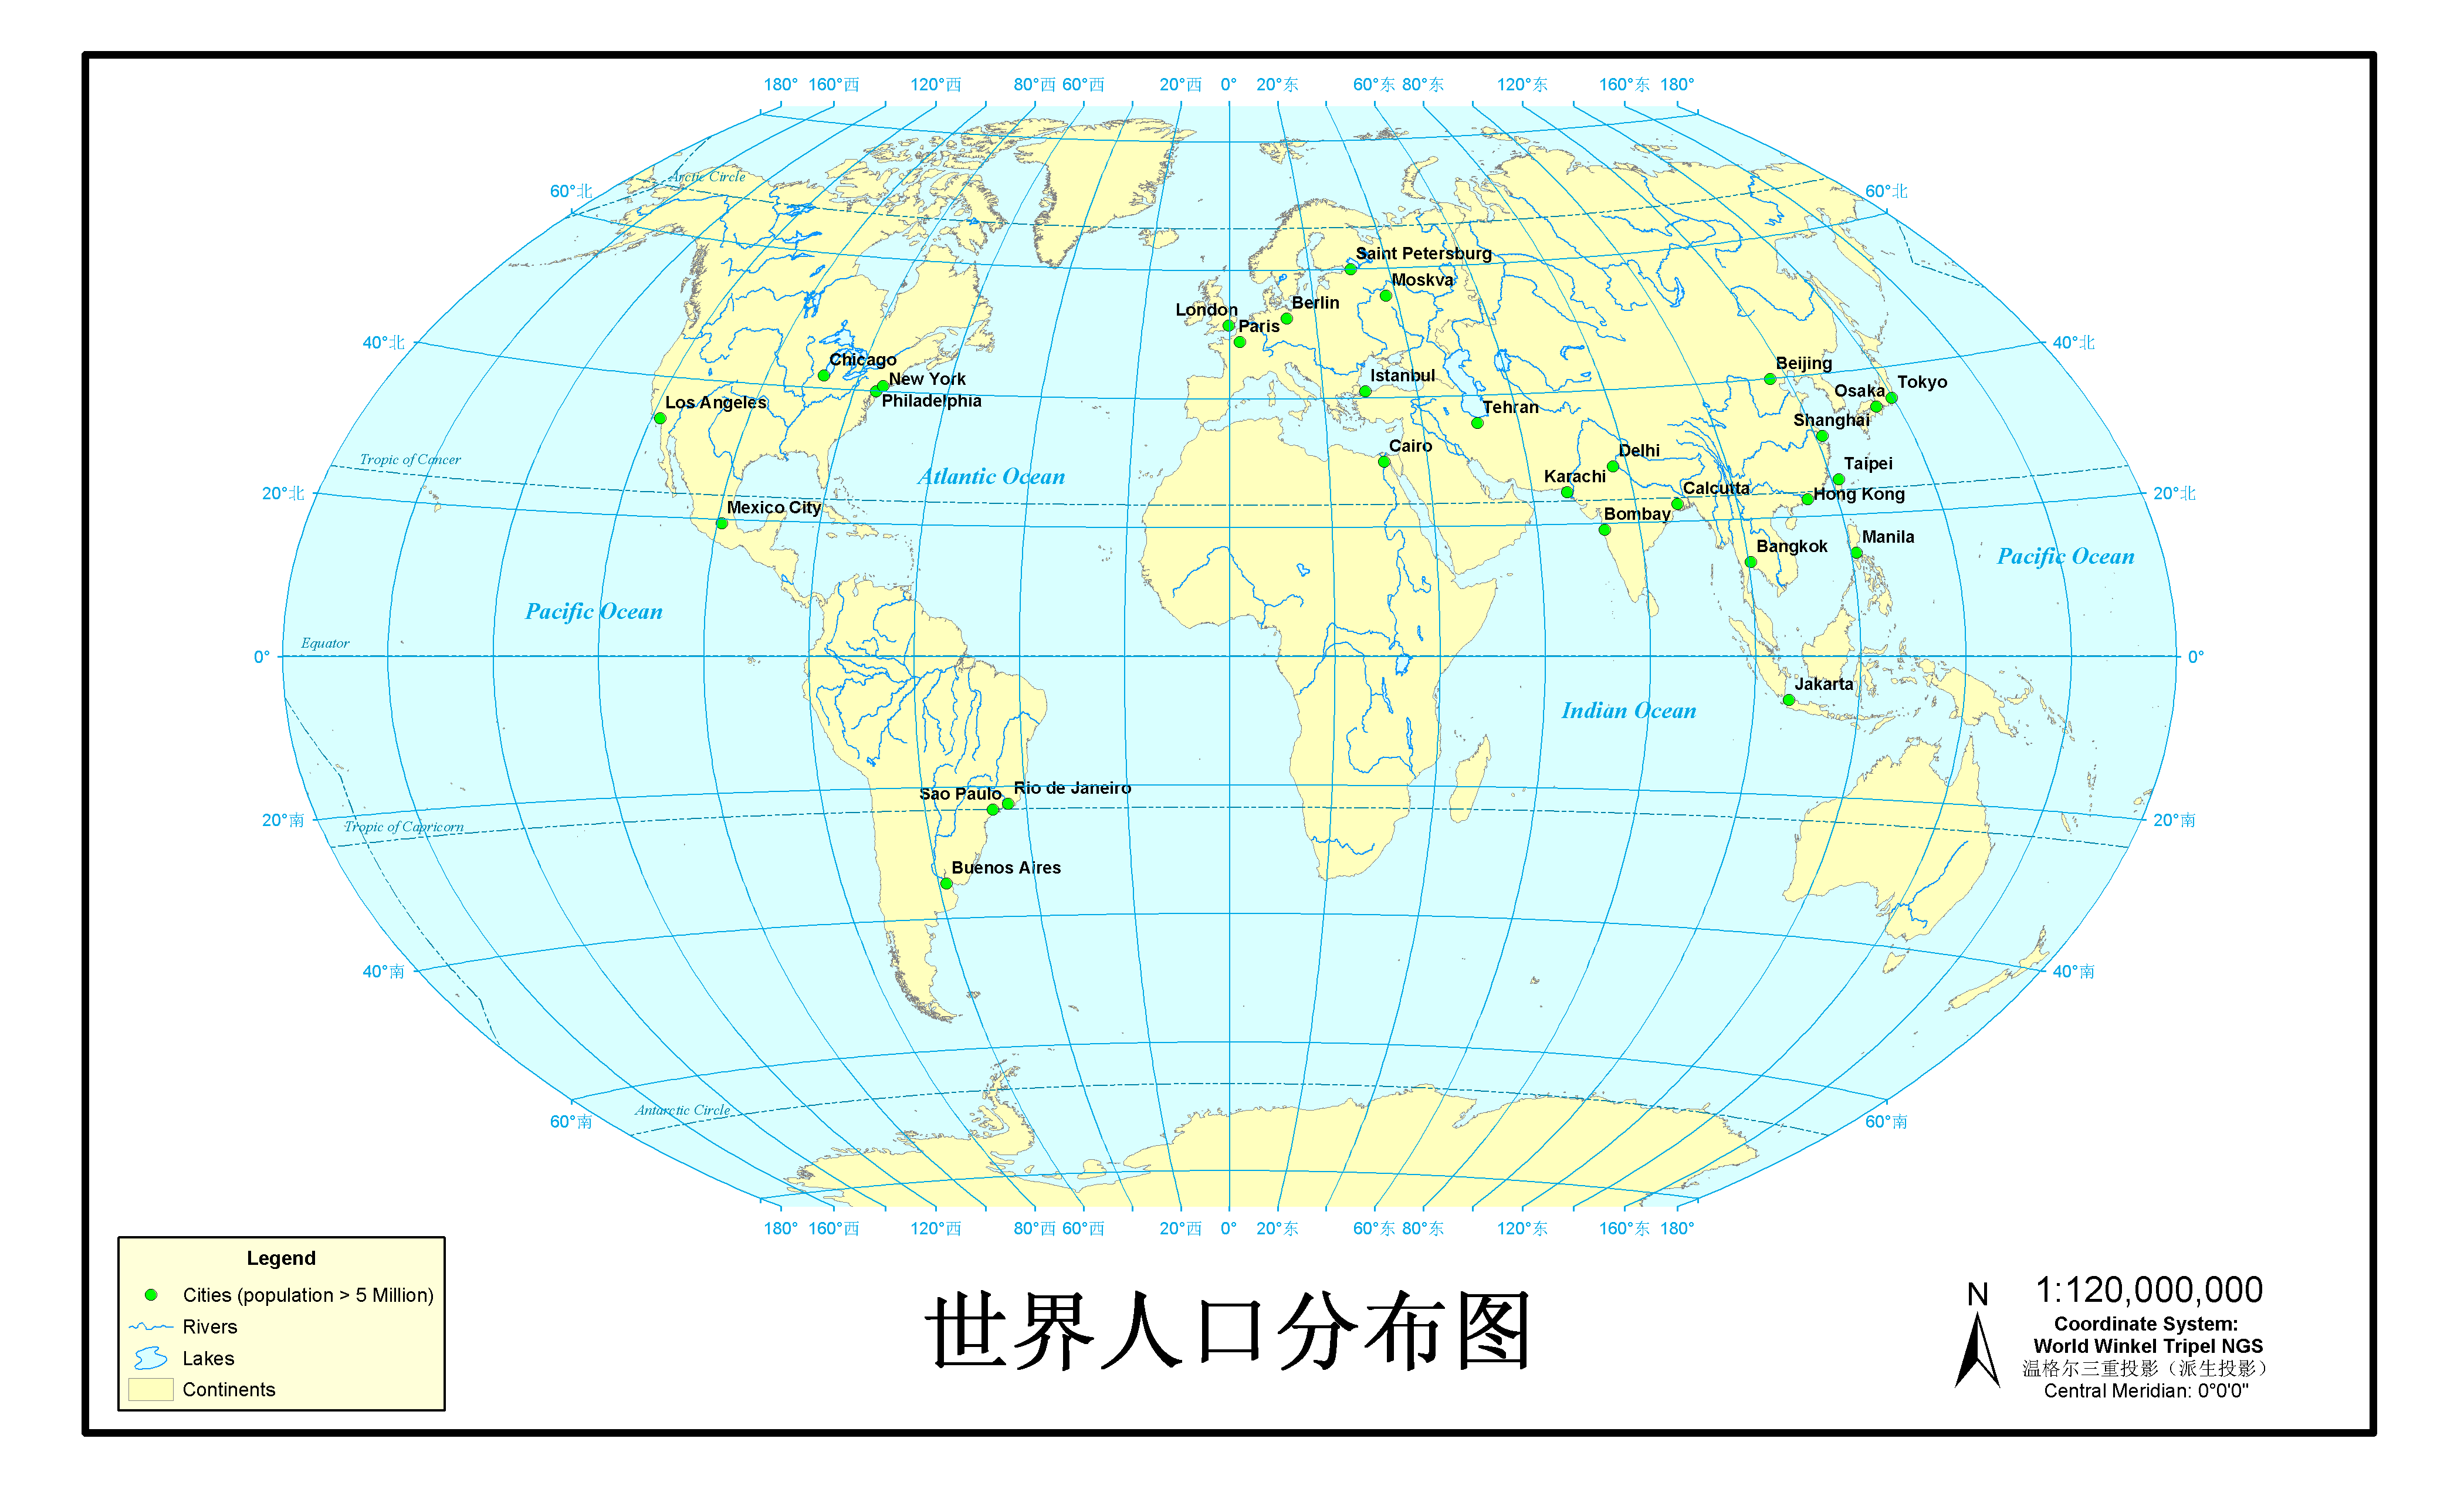 180° 160°西 120°西 80°西 60°西 20°西 0° 20°东 60°东 80°东 120°东 160°东 180°
Arctic Circle
60°北 60°北
Saint Petersburg
Moskva
London Berlin
Paris
40°北 40°北
Chicago Beijing
New York Istanbul Osaka Tokyo
Los Angeles Philadelphia Tehran
Shanghai
Cairo Delhi
Tropic of Cancer Atlantic Ocean Karachi Taipei
20°北 Calcutta Hong Kong 20°北
Mexico City Bombay
Bangkok Manila
Pacific Ocean
Pacific Ocean
Equator
0° 0°
Jakarta
Indian Ocean
Sao Paulo Rio de Janeiro
20°南 Tropic of Capricorn 20°南
Buenos Aires
40°南 40°南
Antarctic Circle
60°南 60°南
180° 160°西 120°西 80°西 60°西 20°西 0° 20°东 60°东 80°东 120°东 160°东 180°
Legend
Cities (population > 5 Million)
Rivers
Lakes
Continents
世界人口分布图
N
1:120,000,000
Coordinate System:
World Winkel Tripel NGS
温格尔三重投影（派生投影）
Central Meridian: 0°0'0"